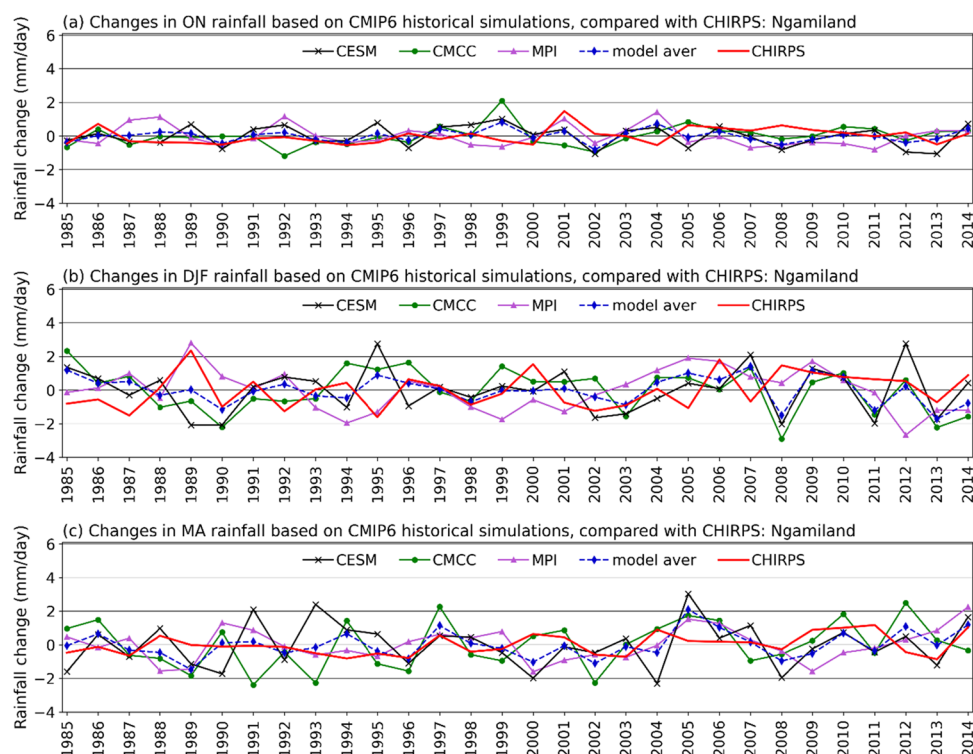 (a) Changes in ON rainfall based on CMIP6 historical simulations, compared with CHIRPS: Ngamiland
Rainfall change (mm/day)
6
4
2
0
−2
−4
CESM CMCC MPI model aver CHIRPS
1985 1986 1987 1988 1989 1990 1991 1992 1993 1994 1995 1996 1997 1998 1999 2000 2001 2002 2003 2004 2005 2006 2007 2008 2009 2010 2011 2012 2013 2014
(b) Changes in DJF rainfall based on CMIP6 historical simulations, compared with CHIRPS: Ngamiland
Rainfall change (mm/day)
6
4
2
0
−2
−4
CESM CMCC MPI model aver CHIRPS
1985 1986 1987 1988 1989 1990 1991 1992 1993 1994 1995 1996 1997 1998 1999 2000 2001 2002 2003 2004 2005 2006 2007 2008 2009 2010 2011 2012 2013 2014
(c) Changes in MA rainfall based on CMIP6 historical simulations, compared with CHIRPS: Ngamiland
Rainfall change (mm/day)
6
4
2
0
−2
−4
CESM CMCC MPI model aver CHIRPS
1985 1986 1987 1988 1989 1990 1991 1992 1993 1994 1995 1996 1997 1998 1999 2000 2001 2002 2003 2004 2005 2006 2007 2008 2009 2010 2011 2012 2013 2014